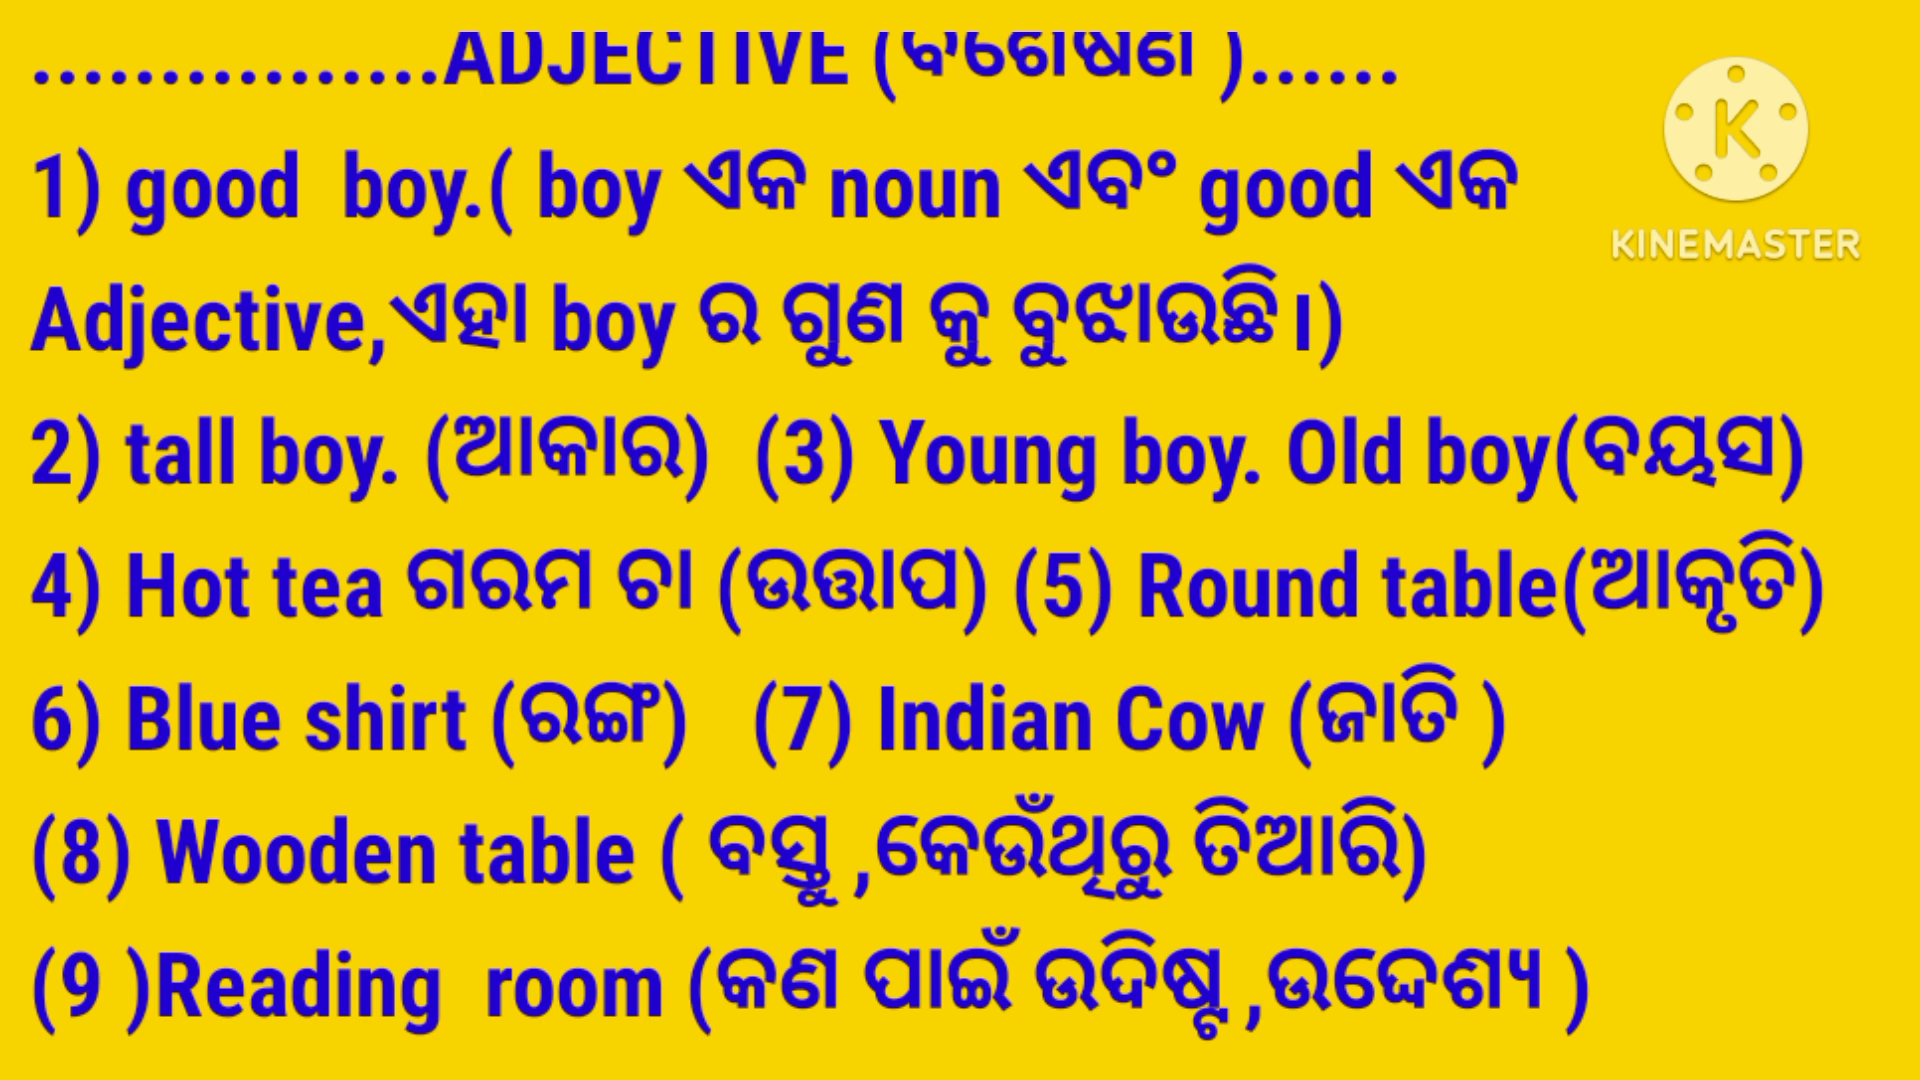 ................ADJECTIVE (ବିଶେଷଣ )......
1) good boy.( boy ଏକ noun ଏବଂ good ଏକ
Adjective,ଏହା boy ର ଗୁଣ କୁ ବୁଝାଉଛି।)
2) tall boy. (ଆକାର) (3) Young boy. Old boy(ବୟସ)
4) Hot tea ଗରମ ଚା (ଉତ୍ତାପ) (5) Round table(ଆକୃତି)
6) Blue shirt (ରଙ୍ଗ) (7) Indian Cow (ଜାତି )
(8) Wooden table ( ବସ୍ତୁ ,କେଉଁଥିରୁ ତିଆରି)
(9 )Reading room (କଣ ପାଇଁ ଉଦିଷ୍ଟ ,ଉଦ୍ଦେଶ୍ୟ )
K
KINEMASTER